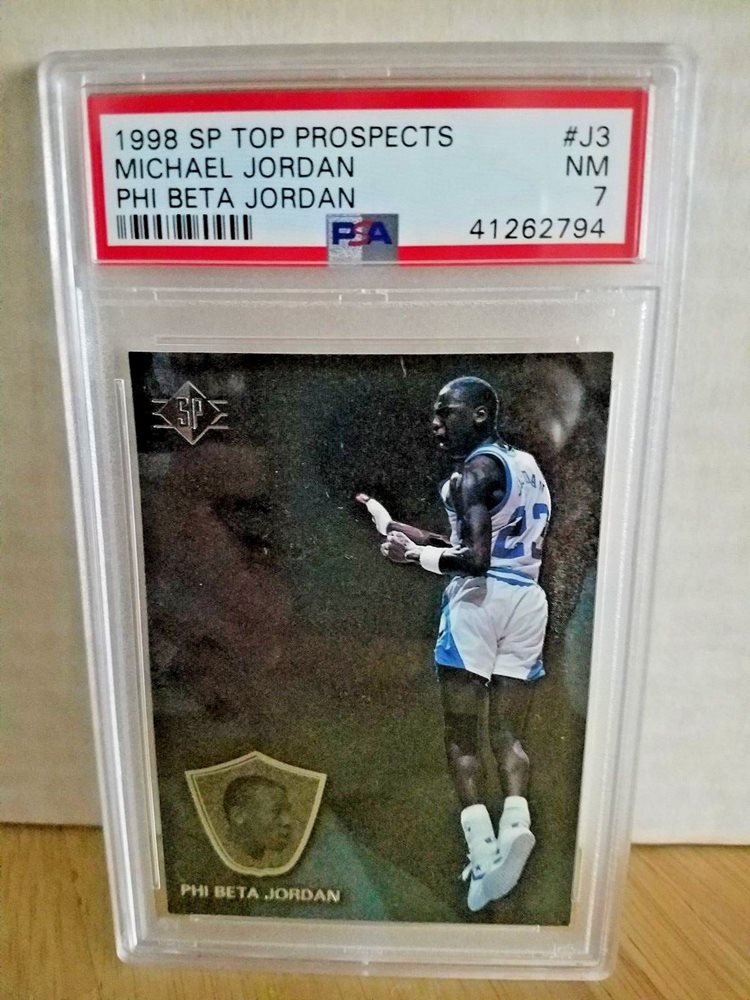 1998 SP TOP PROSPECTS #J3
MICHAEL JORDAN NM
PHI BETA JORDAN 7
PSA 41262794
SP
JORDAN
23
PHI BETA JORDAN